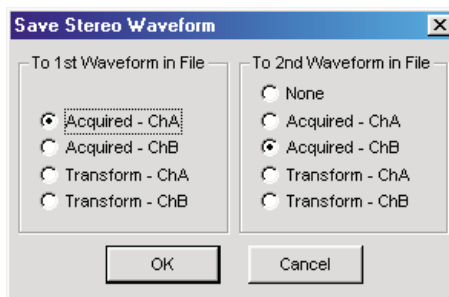 Save Stereo Waveform
To 1st Waveform in File
Acquired - ChA
Acquired - ChB
Transform - ChA
Transform - ChB
To 2nd Waveform in File
None
Acquired - ChA
Acquired - ChB
Transform - ChA
Transform - ChB
OK
Cancel